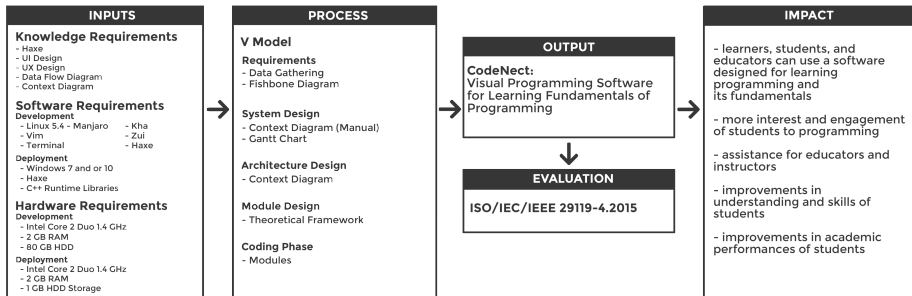 INPUTS
Knowledge Requirements
- Haxe
- UI Design
- UX Design
- Data Flow Diagram
- Context Diagram
Software Requirements
Development
- Linux 5.4 - Manjaro - Kha
- Vim - Zui
- Terminal - Haxe
Deployment
- Windows 7 and or 10
- Haxe
- C++ Runtime Libraries
Hardware Requirements
Development
- Intel Core 2 Duo 1.4 GHz
- 2 GB RAM
- 80 GB HDD
Deployment
- Intel Core 2 Duo 1.4 GHz
- 2 GB RAM
- 1 GB HDD Storage
PROCESS
V Model
Requirements
- Data Gathering
- Fishbone Diagram
System Design
- Context Diagram (Manual)
- Gantt Chart
Architecture Design
- Context Diagram
Module Design
- Theoretical Framework
Coding Phase
- Modules
OUTPUT
CodeNect:
Visual Programming Software
for Learning Fundamentals of
Programming
EVALUATION
ISO/IEC/IEEE 29119-4.2015
IMPACT
- learners, students, and
educators can use a software
designed for learning
programming and
its fundamentals
- more interest and engagement
of students to programming
- assistance for educators and
instructors
- improvements in
understanding and skills of
students
- improvements in academic
performances of students